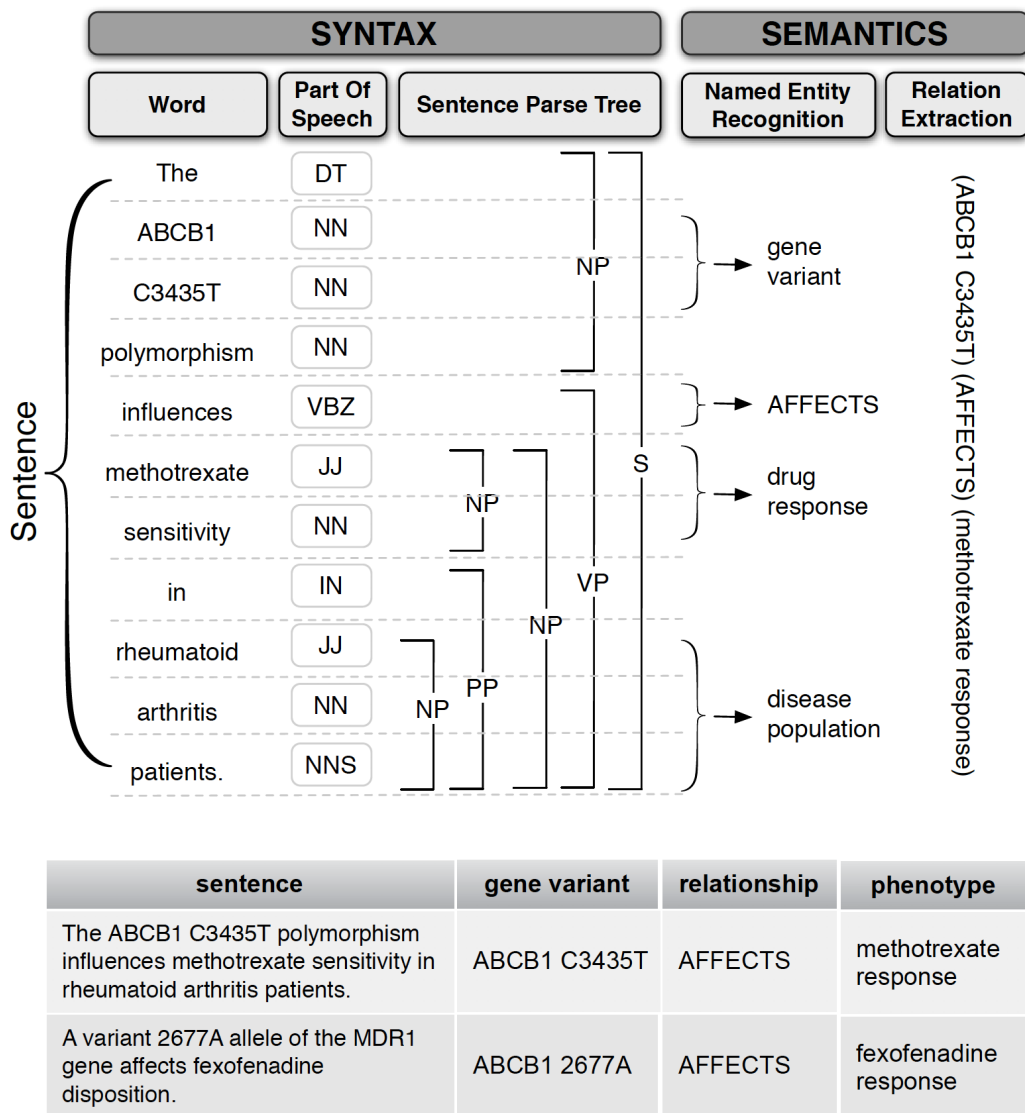 SYNTAX
SEMANTICS
Word
Part Of
Speech
Sentence Parse Tree
Named Entity
Recognition
Relation
Extraction
Sentence
The
DT
ABCB1
NN
C3435T
NN
polymorphism
NN
influences
VBZ
methotrexate
JJ
sensitivity
NN
in
IN
rheumatoid
JJ
arthritis
NN
patients.
NNS
NP
PP
NP
NP
VP
NP
S
gene
variant
AFFECTS
drug
response
disease
population
(ABCB1 C3435T) (AFFECTS) (methotrexate response)
sentence
gene variant
relationship
phenotype
The ABCB1 C3435T polymorphism
influences methotrexate sensitivity in
rheumatoid arthritis patients.
ABCB1 C3435T
AFFECTS
methotrexate
response
A variant 2677A allele of the MDR1
gene affects fexofenadine
disposition.
ABCB1 2677A
AFFECTS
fexofenadine
response